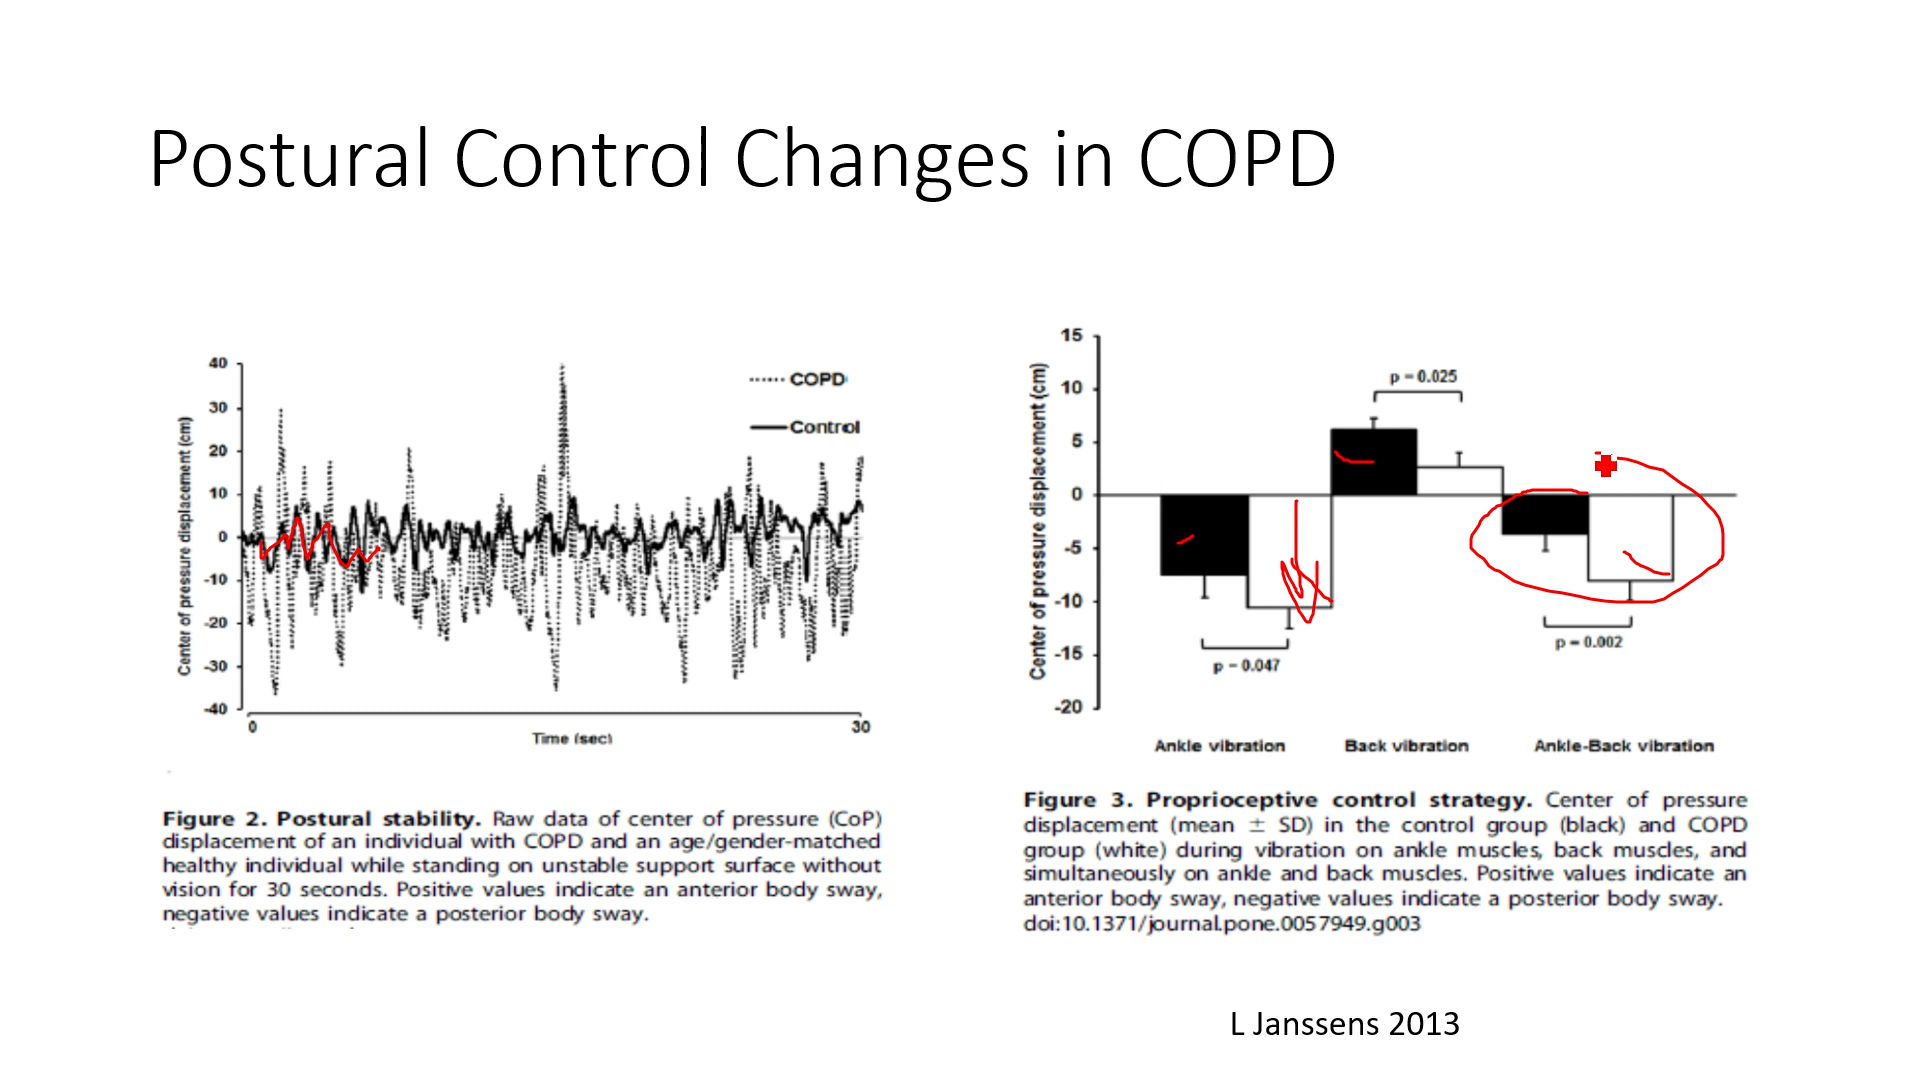 Postural Control Changes in COPD
40
30
20
10
0
-10
-20
-30
-40
Center of pressure displacement (cm)
COPD
Control
0
30
Time (sec)
Figure 2. Postural stability. Raw data of center of pressure (CoP)
displacement of an individual with COPD and an age/gender-matched
healthy individual while standing on unstable support surface without
vision for 30 seconds. Positive values indicate an anterior body sway,
negative values indicate a posterior body sway.
15
10
5
0
-5
-10
-15
-20
Center of pressure displacement (cm)
p = 0.025
p = 0.047
p = 0.002
Ankle vibration
Back vibration
Ankle-Back vibration
Figure 3. Proprioceptive control strategy. Center of pressure
displacement (mean ± SD) in the control group (black) and COPD
group (white) during vibration on ankle muscles, back muscles, and
simultaneously on ankle and back muscles. Positive values indicate an
anterior body sway, negative values indicate a posterior body sway.
doi:10.1371/journal.pone.0057949.g003
L Janssens 2013